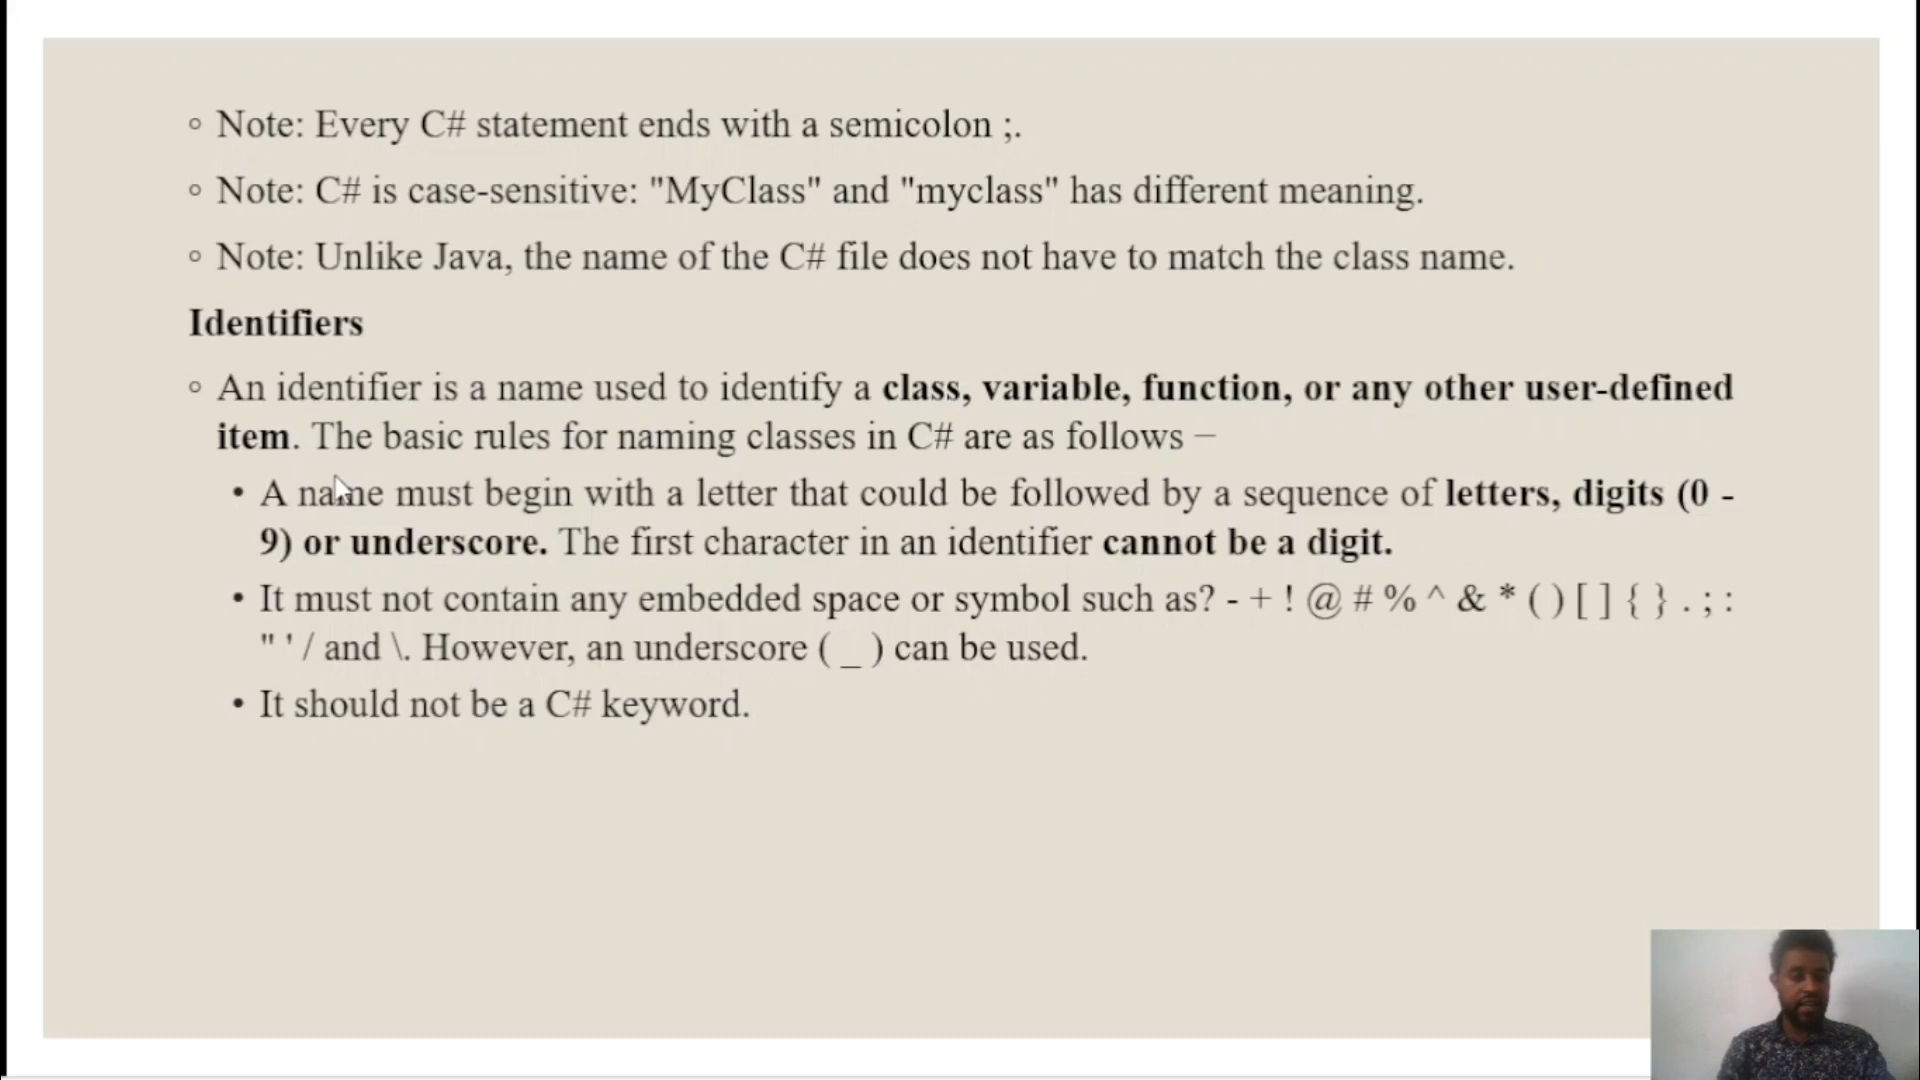 ◦ Note: Every C# statement ends with a semicolon ;.
◦ Note: C# is case-sensitive: "MyClass" and "myclass" has different meaning.
◦ Note: Unlike Java, the name of the C# file does not have to match the class name.
Identifiers
◦ An identifier is a name used to identify a class, variable, function, or any other user-defined
item. The basic rules for naming classes in C# are as follows −
• A name must begin with a letter that could be followed by a sequence of letters, digits (0 -
9) or underscore. The first character in an identifier cannot be a digit.
• It must not contain any embedded space or symbol such as? - + ! @ # % ^ & * ( ) [ ] { } . ; :
" ' / and \. However, an underscore ( _ ) can be used.
• It should not be a C# keyword.